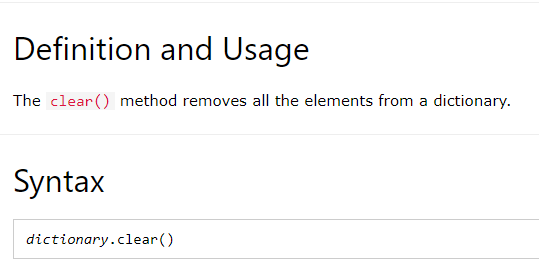 Definition and Usage
The clear() method removes all the elements from a dictionary.
Syntax
dictionary.clear()